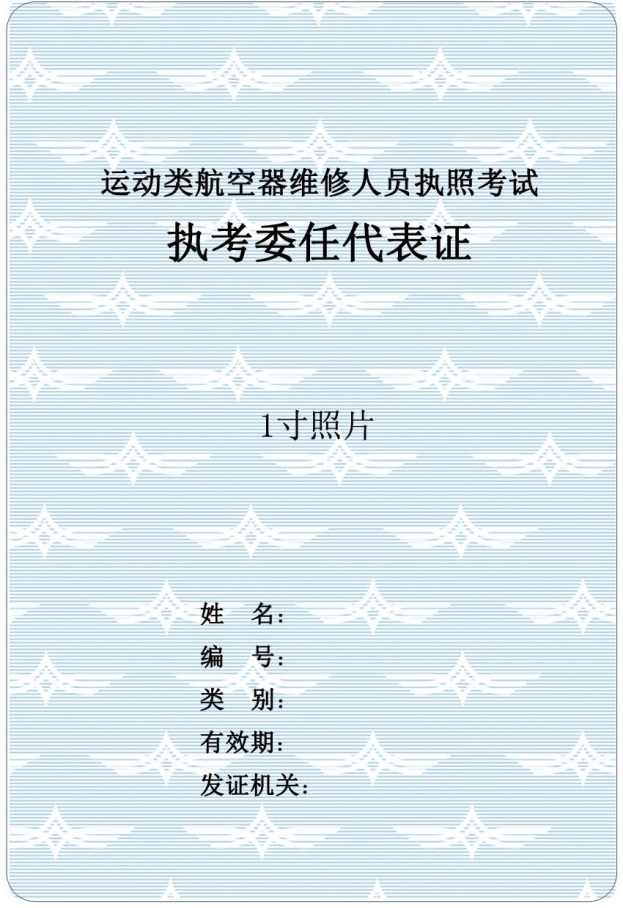 运动类航空器维修人员执照考试
执考委任代表证
1寸照片
姓 名：
编 号：
类 别：
有效期：
发证机关：